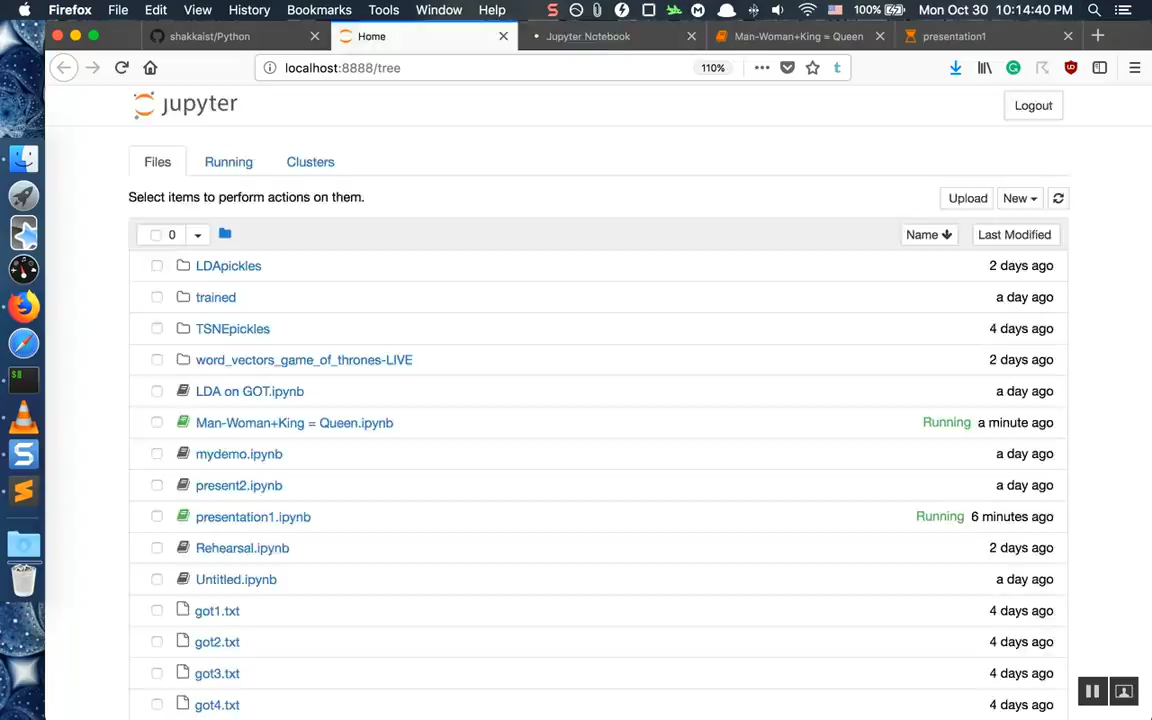 Firefox File Edit View History Bookmarks Tools Window Help 100% Mon Oct 30 10:14:40 PM
shakkaist/Python Home Jupyter Notebook Man-Woman+King = Queen presentation1
localhost:8888/tree 110%
jupyter Logout
Files Running Clusters
Select items to perform actions on them. Upload New
0 Name Last Modified
LDApickles 2 days ago
trained a day ago
TSNEpickles 4 days ago
word_vectors_game_of_thrones-LIVE 2 days ago
LDA on GOT.ipynb a day ago
Man-Woman+King = Queen.ipynb Running a minute ago
mydemo.ipynb a day ago
present2.ipynb a day ago
presentation1.ipynb Running 6 minutes ago
Rehearsal.ipynb 2 days ago
Untitled.ipynb a day ago
got1.txt 4 days ago
got2.txt 4 days ago
got3.txt 4 days ago
got4.txt 4 days ago